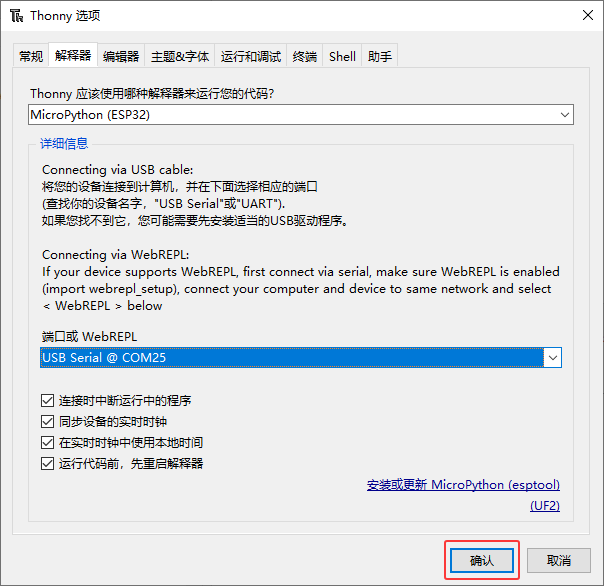 Thonny 选项
常规 解释器 编辑器 主题&字体 运行和调试 终端 Shell 助手
Thonny 应该使用哪种解释器来运行您的代码?
MicroPython (ESP32)
详细信息
Connecting via USB cable:
将您的设备连接到计算机，并在下面选择相应的端口
(查找你的设备名字，"USB Serial"或"UART").
如果您找不到它，您可能需要先安装适当的USB驱动程序。
Connecting via WebREPL:
If your device supports WebREPL, first connect via serial, make sure WebREPL is enabled
(import webrepl_setup), connect your computer and device to same network and select
< WebREPL > below
端口或 WebREPL
USB Serial @ COM25
连接时中断运行中的程序
同步设备的实时时钟
在实时时钟中使用本地时间
运行代码前，先重启解释器
安装或更新 MicroPython (esptool)
(UF2)
确认 取消